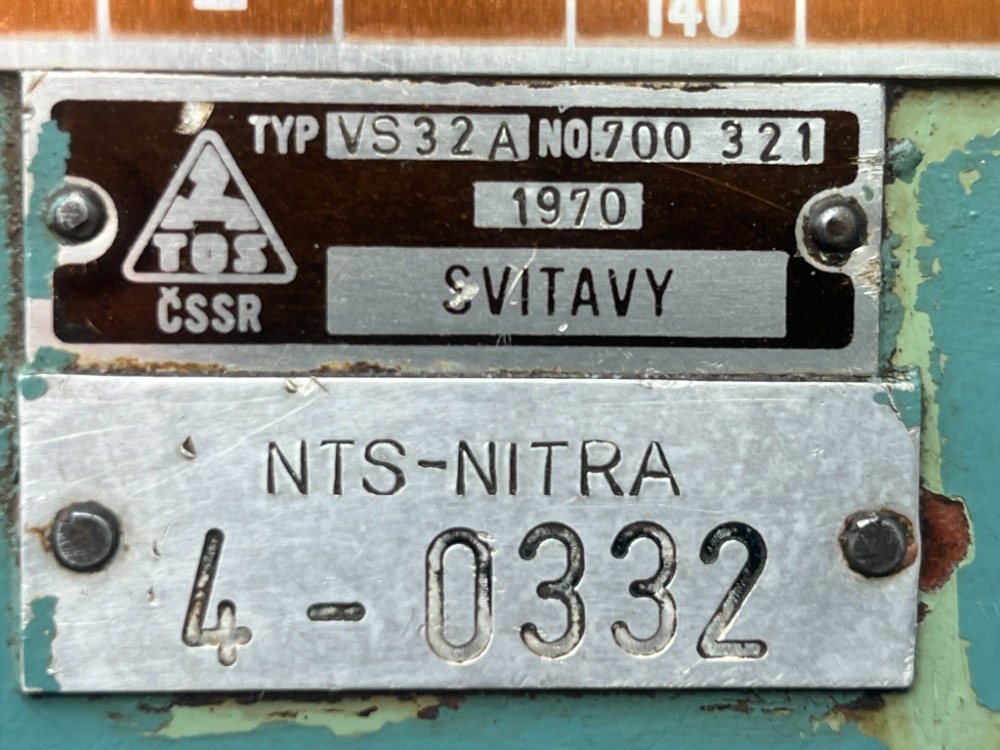 140
TYP VS32A NO. 700 321
1970
TOS
ČSSR
SVITAVY
NTS-NITRA
4-0332